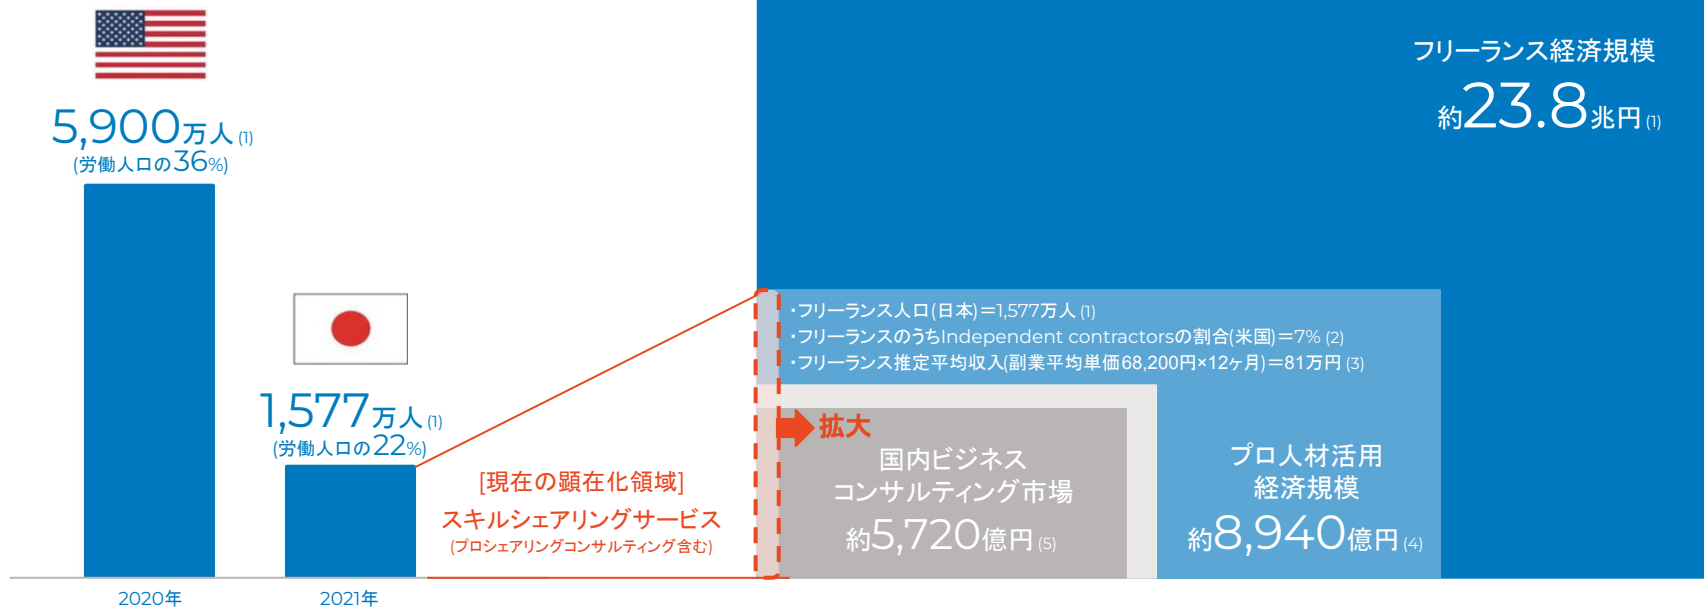 5,900万人 (1)
(労働人口の36%)
2020年
1,577万人 (1)
(労働人口の22%)
2021年
[現在の顕在化領域]
スキルシェアリングサービス
(プロシェアリングコンサルティング含む)
フリーランス経済規模
約23.8兆円 (1)
・フリーランス人口(日本)＝1,577万人 (1)
・フリーランスのうちIndependent contractorsの割合(米国)＝7% (2)
・フリーランス推定平均収入(副業平均単価68,200円×12ヶ月)＝81万円 (3)
拡大
国内ビジネス
コンサルティング市場
約5,720億円 (5)
プロ人材活用
経済規模
約8,940億円 (4)